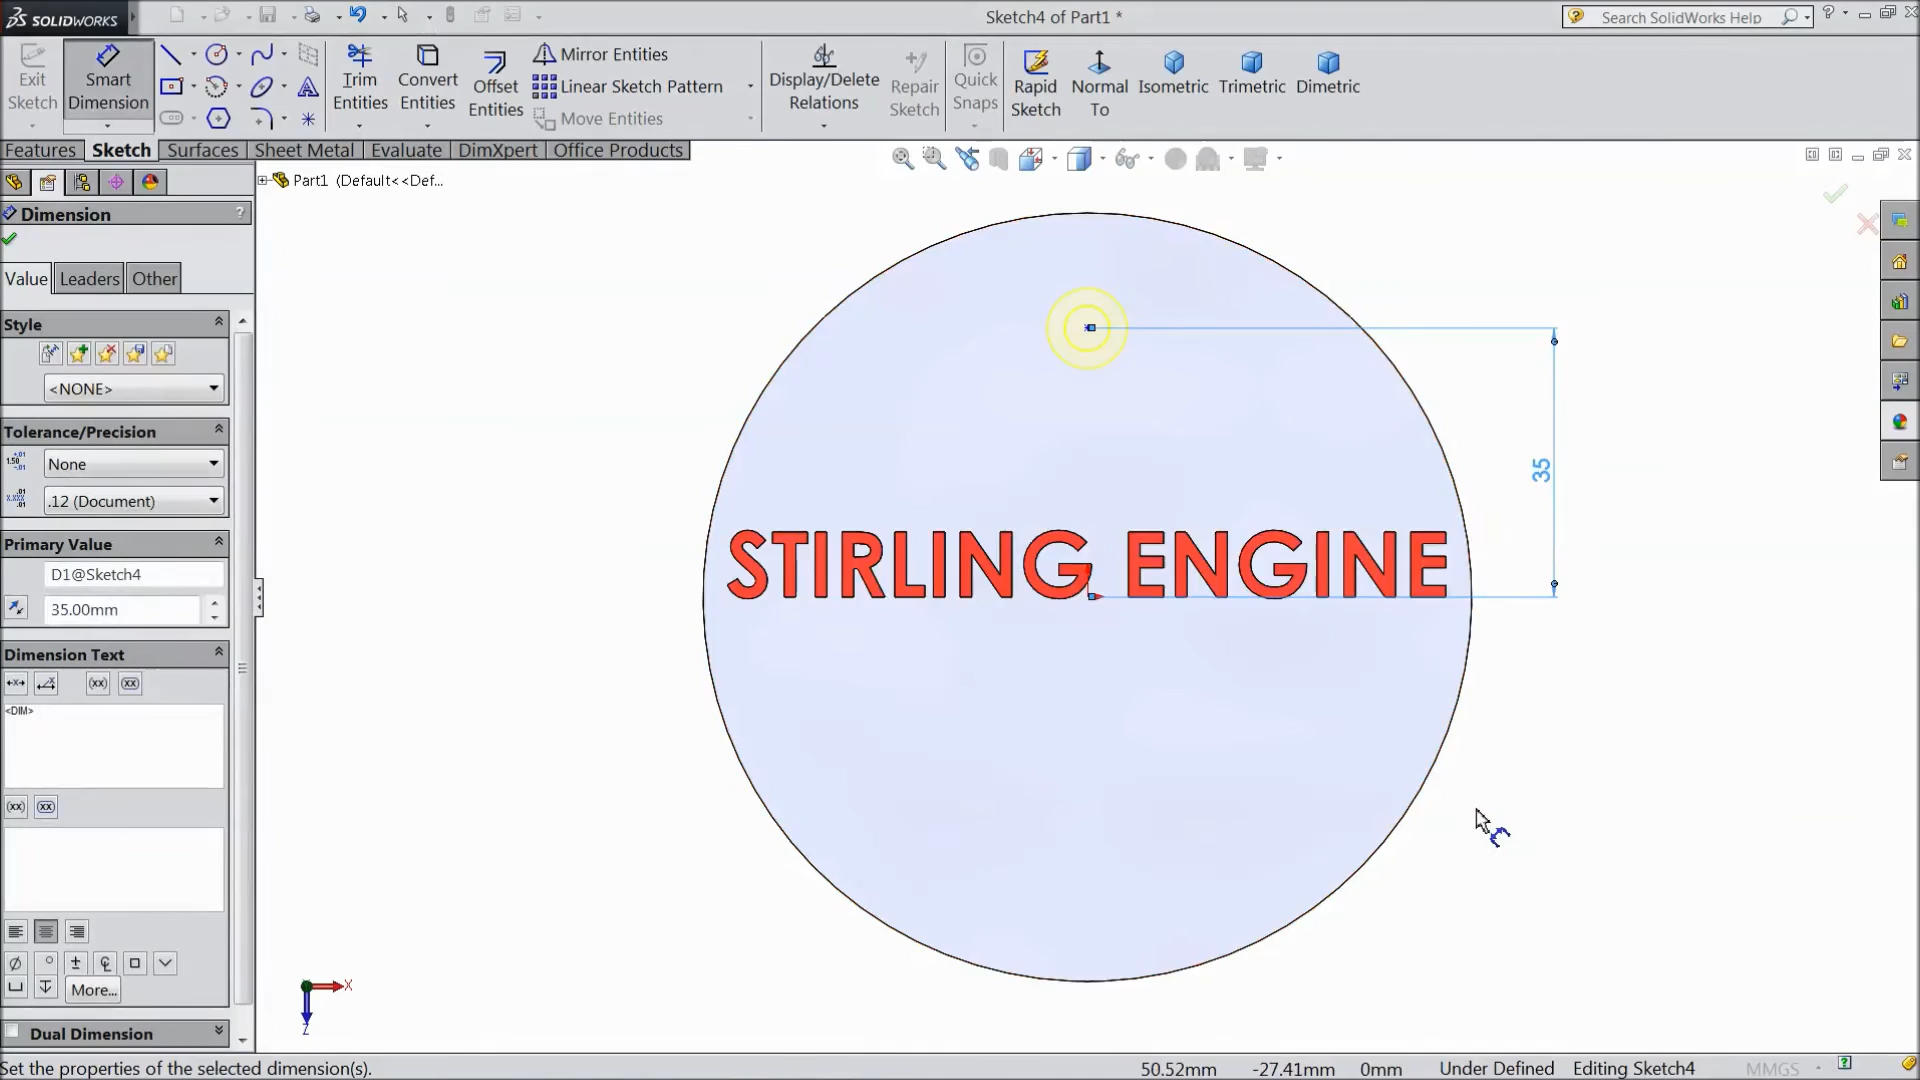 SOLIDWORKS
Sketch4 of Part1 *
Search SolidWorks Help
Exit Sketch
Smart Dimension
Trim Entities
Convert Entities
Offset Entities
Mirror Entities
Linear Sketch Pattern
Move Entities
Display/Delete Relations
Repair Sketch
Quick Snaps
Rapid Sketch
Normal To
Isometric
Trimetric
Dimetric
Features
Sketch
Surfaces
Sheet Metal
Evaluate
DimXpert
Office Products
Part1 (Default<<Def...
Dimension
?
Value
Leaders
Other
Style
<NONE>
Tolerance/Precision
None
.12 (Document)
Primary Value
D1@Sketch4
35.00mm
Dimension Text
(xx)
<DIM>
(xx)
More...
Dual Dimension
35
STIRLING ENGINE
X
Z
Set the properties of the selected dimension(s).
50.52mm
-27.41mm
0mm
Under Defined
Editing Sketch4
MMGS